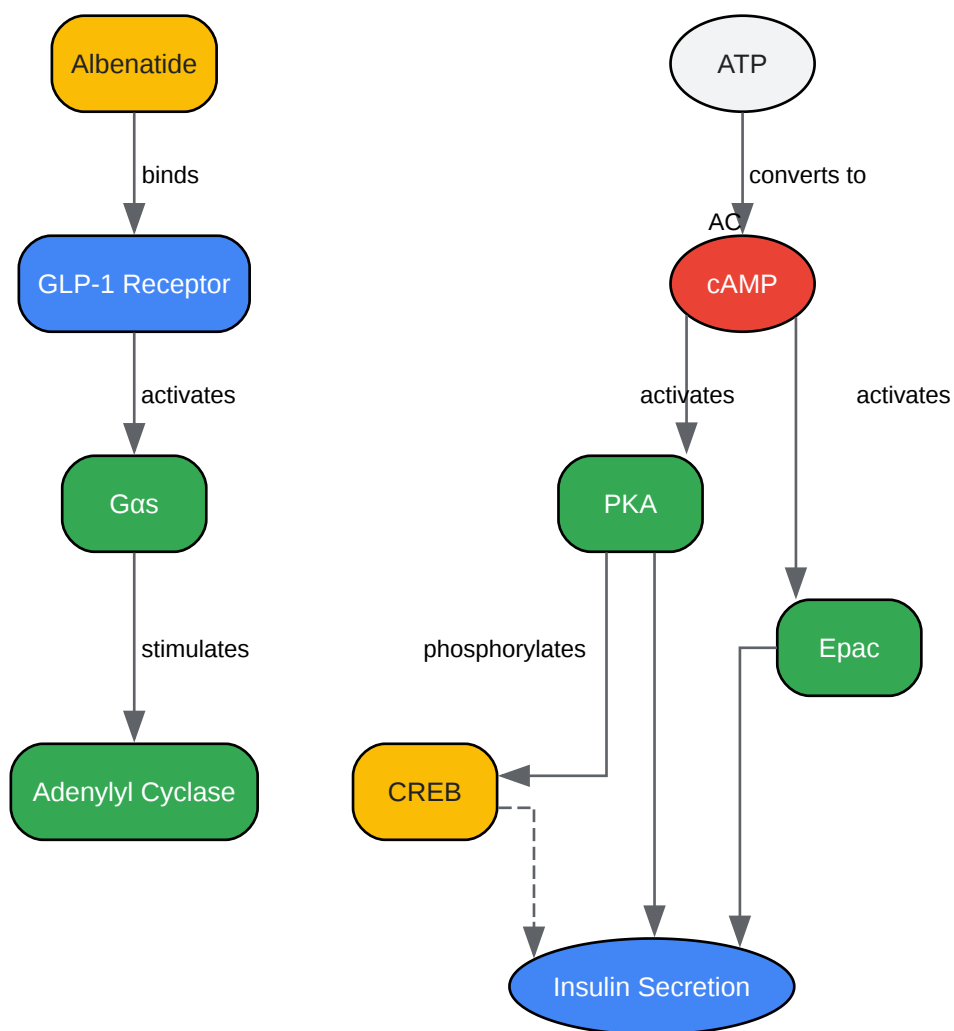 Albenatide
ATP
binds
converts to
AC
GLP-1 Receptor
cAMP
activates
activates
activates
Gαs
PKA
stimulates
phosphorylates
Epac
Adenylyl Cyclase
CREB
Insulin Secretion